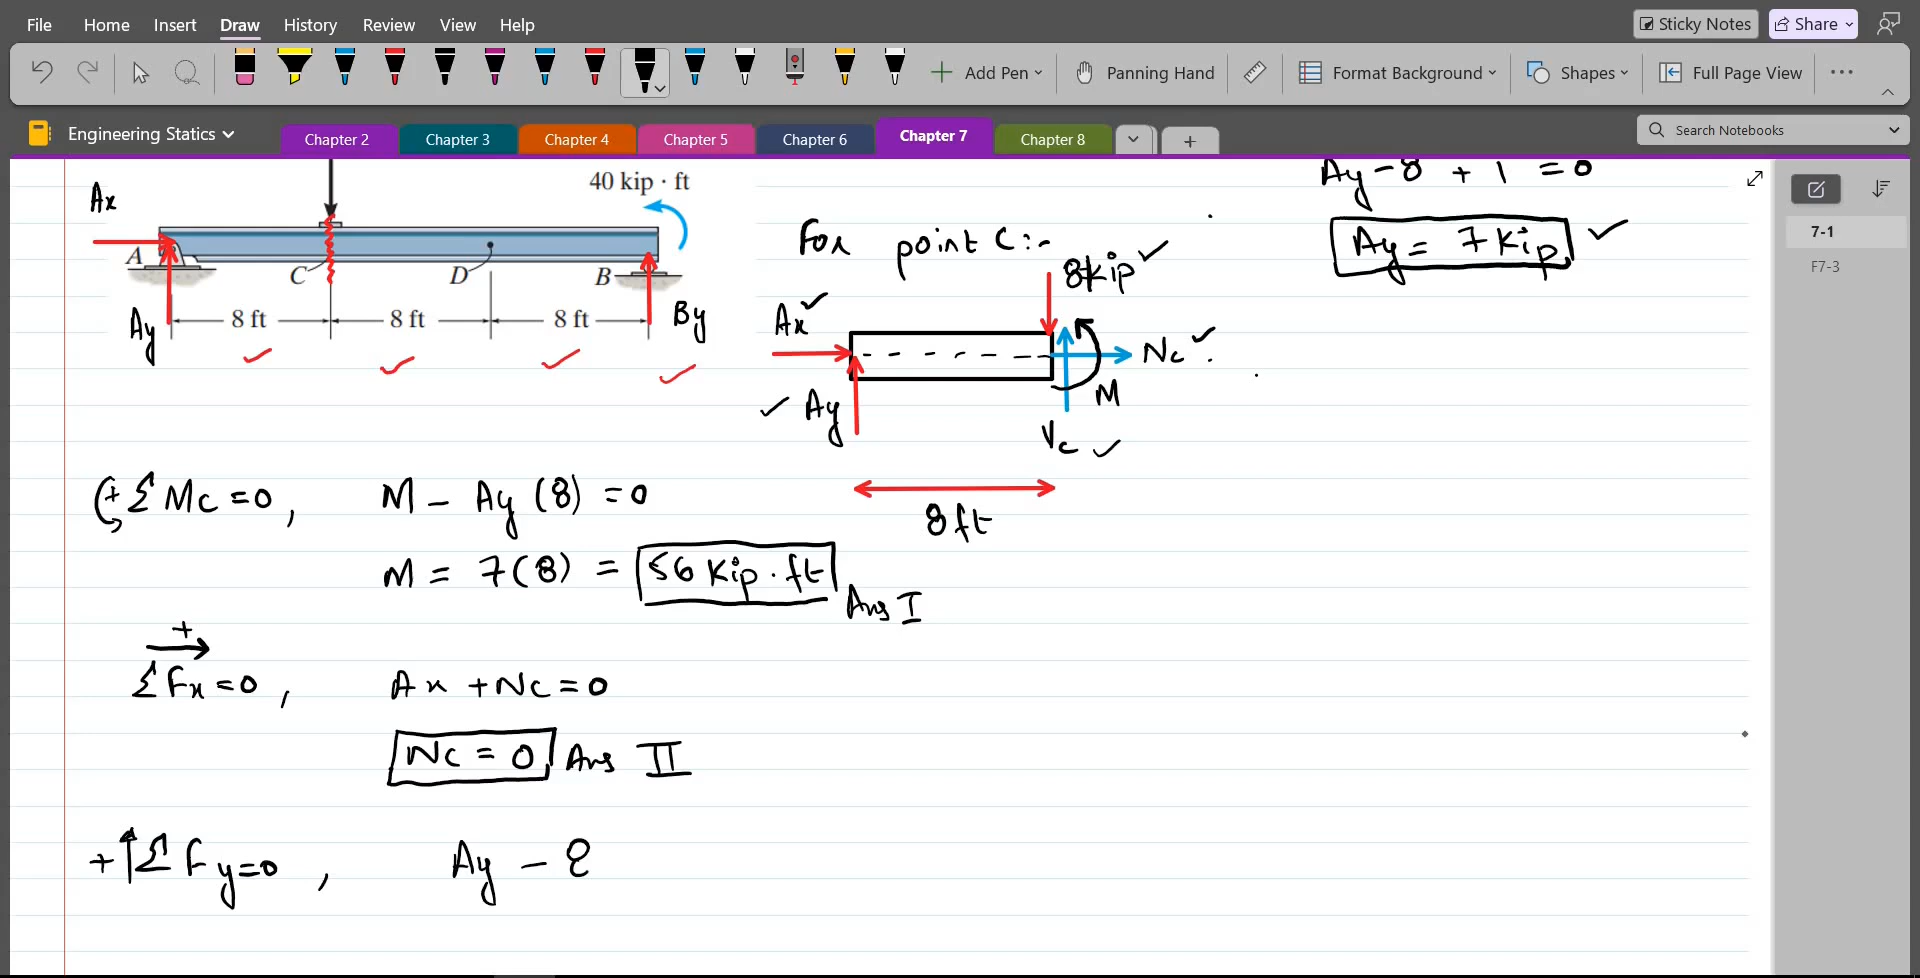 File Home Insert Draw History Review View Help Sticky Notes Share
Add Pen Panning Hand Format Background Shapes Full Page View
Engineering Statics Chapter 2 Chapter 3 Chapter 4 Chapter 5 Chapter 6 Chapter 7 Chapter 8 Search Notebooks
7-1
F7-3
Ax
40 kip · ft
A
C
D
B
Ay
8 ft
8 ft
8 ft
By
For point C:-
8kip
Ax
Nc
M
Ay
Vc
8 ft
Ay - 8 + 1 = 0
Ay = 7 Kip
+ Σ Mc = 0, M - Ay (8) = 0
M = 7(8) = 56 Kip . ft
Ans I
+
Σ Fx = 0, Ax + Nc = 0
Nc = 0 Ans II
+↑Σ Fy=0, Ay - 8